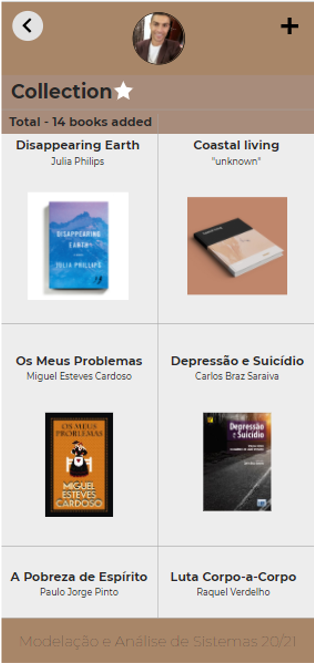 Collection
Total - 14 books added
Disappearing Earth
Julia Philips
Coastal living
"unknown"
DISAPPEARING
EARTH
JULIA PHILLIPS
Os Meus Problemas
Miguel Esteves Cardoso
Depressão e Suicídio
Carlos Braz Saraiva
OS MEUS
PROBLEMAS
MIGUEL
ESTEVES
CARDOSO
Depressão
e Suicídio
A Pobreza de Espírito
Paulo Jorge Pinto
Luta Corpo-a-Corpo
Raquel Verdelho
Modelação e Análise de Sistemas 20/21